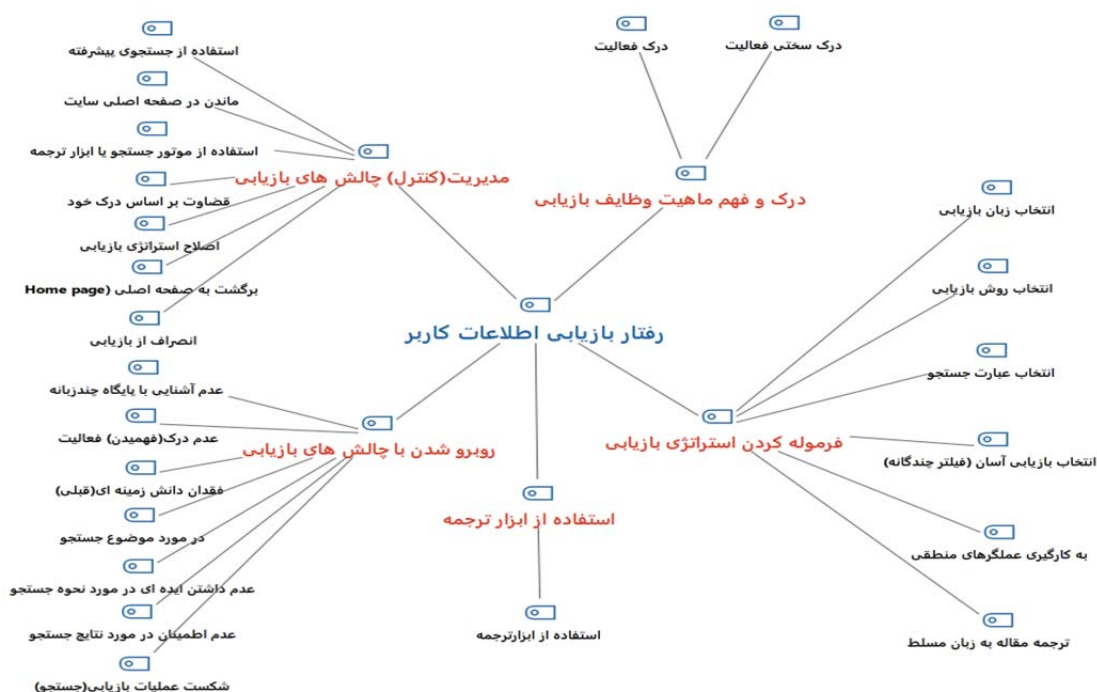 درک سختی فعالیت
درک فعالیت
درک و فهم ماهیت وظایف بازیابی
استفاده از جستجوی پیشرفته
ماندن در صفحه اصلی سایت
استفاده از موتور جستجو یا ابزار ترجمه
قضاوت بر اساس درک خود
اصلاح استراتژی بازیابی
برگشت به صفحه اصلی (Home page
انصراف از بازیابی
مدیریت(کنترل) چالش های بازیابی
رفتار بازیابی اطلاعات کاربر
انتخاب زبان بازیابی
انتخاب روش بازیابی
انتخاب عبارت جستجو
فرموله کردن استراتژی بازیابی
انتخاب بازیابی آسان (فیلتر چندگانه)
به کارگیری عملگرهای منطقی
ترجمه مقاله به زبان مسلط
استفاده از ابزار ترجمه
استفاده از ابزارترجمه
روبرو شدن با چالش های بازیابی
عدم آشنایی با پایگاه چندزبانه
عدم درک(فهمیدن) فعالیت
فقدان دانش زمینه ای(قبلی)
در مورد موضوع جستجو
عدم داشتن ایده ای در مورد نحوه جستجو
عدم اطمینان در مورد نتایج جستجو
شکست عملیات بازیابی(جستجو)